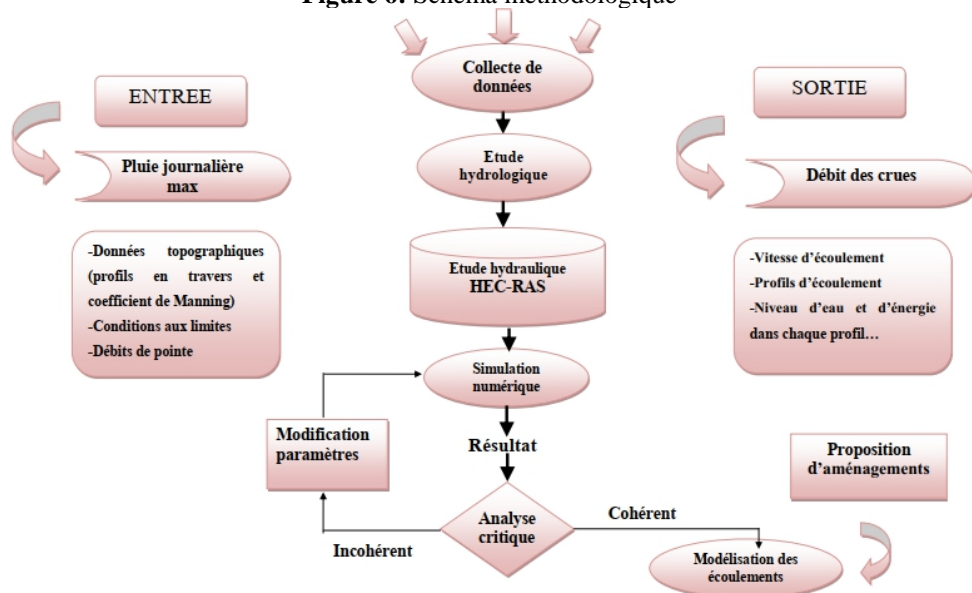 Figure 6. Schéma méthodologique
Collecte de
données
ENTREE
SORTIE
Pluie journalière
max
Etude
hydrologique
Débit des crues
-Données topographiques
(profils en travers et
coefficient de Manning)
-Conditions aux limites
-Débits de pointe
Etude hydraulique
HEC-RAS
-Vitesse d’écoulement
-Profils d’écoulement
-Niveau d’eau et d’énergie
dans chaque profil…
Simulation
numérique
Modification
paramètres
Résultat
Proposition
d’aménagements
Analyse
critique
Incohérent
Cohérent
Modélisation des
écoulements